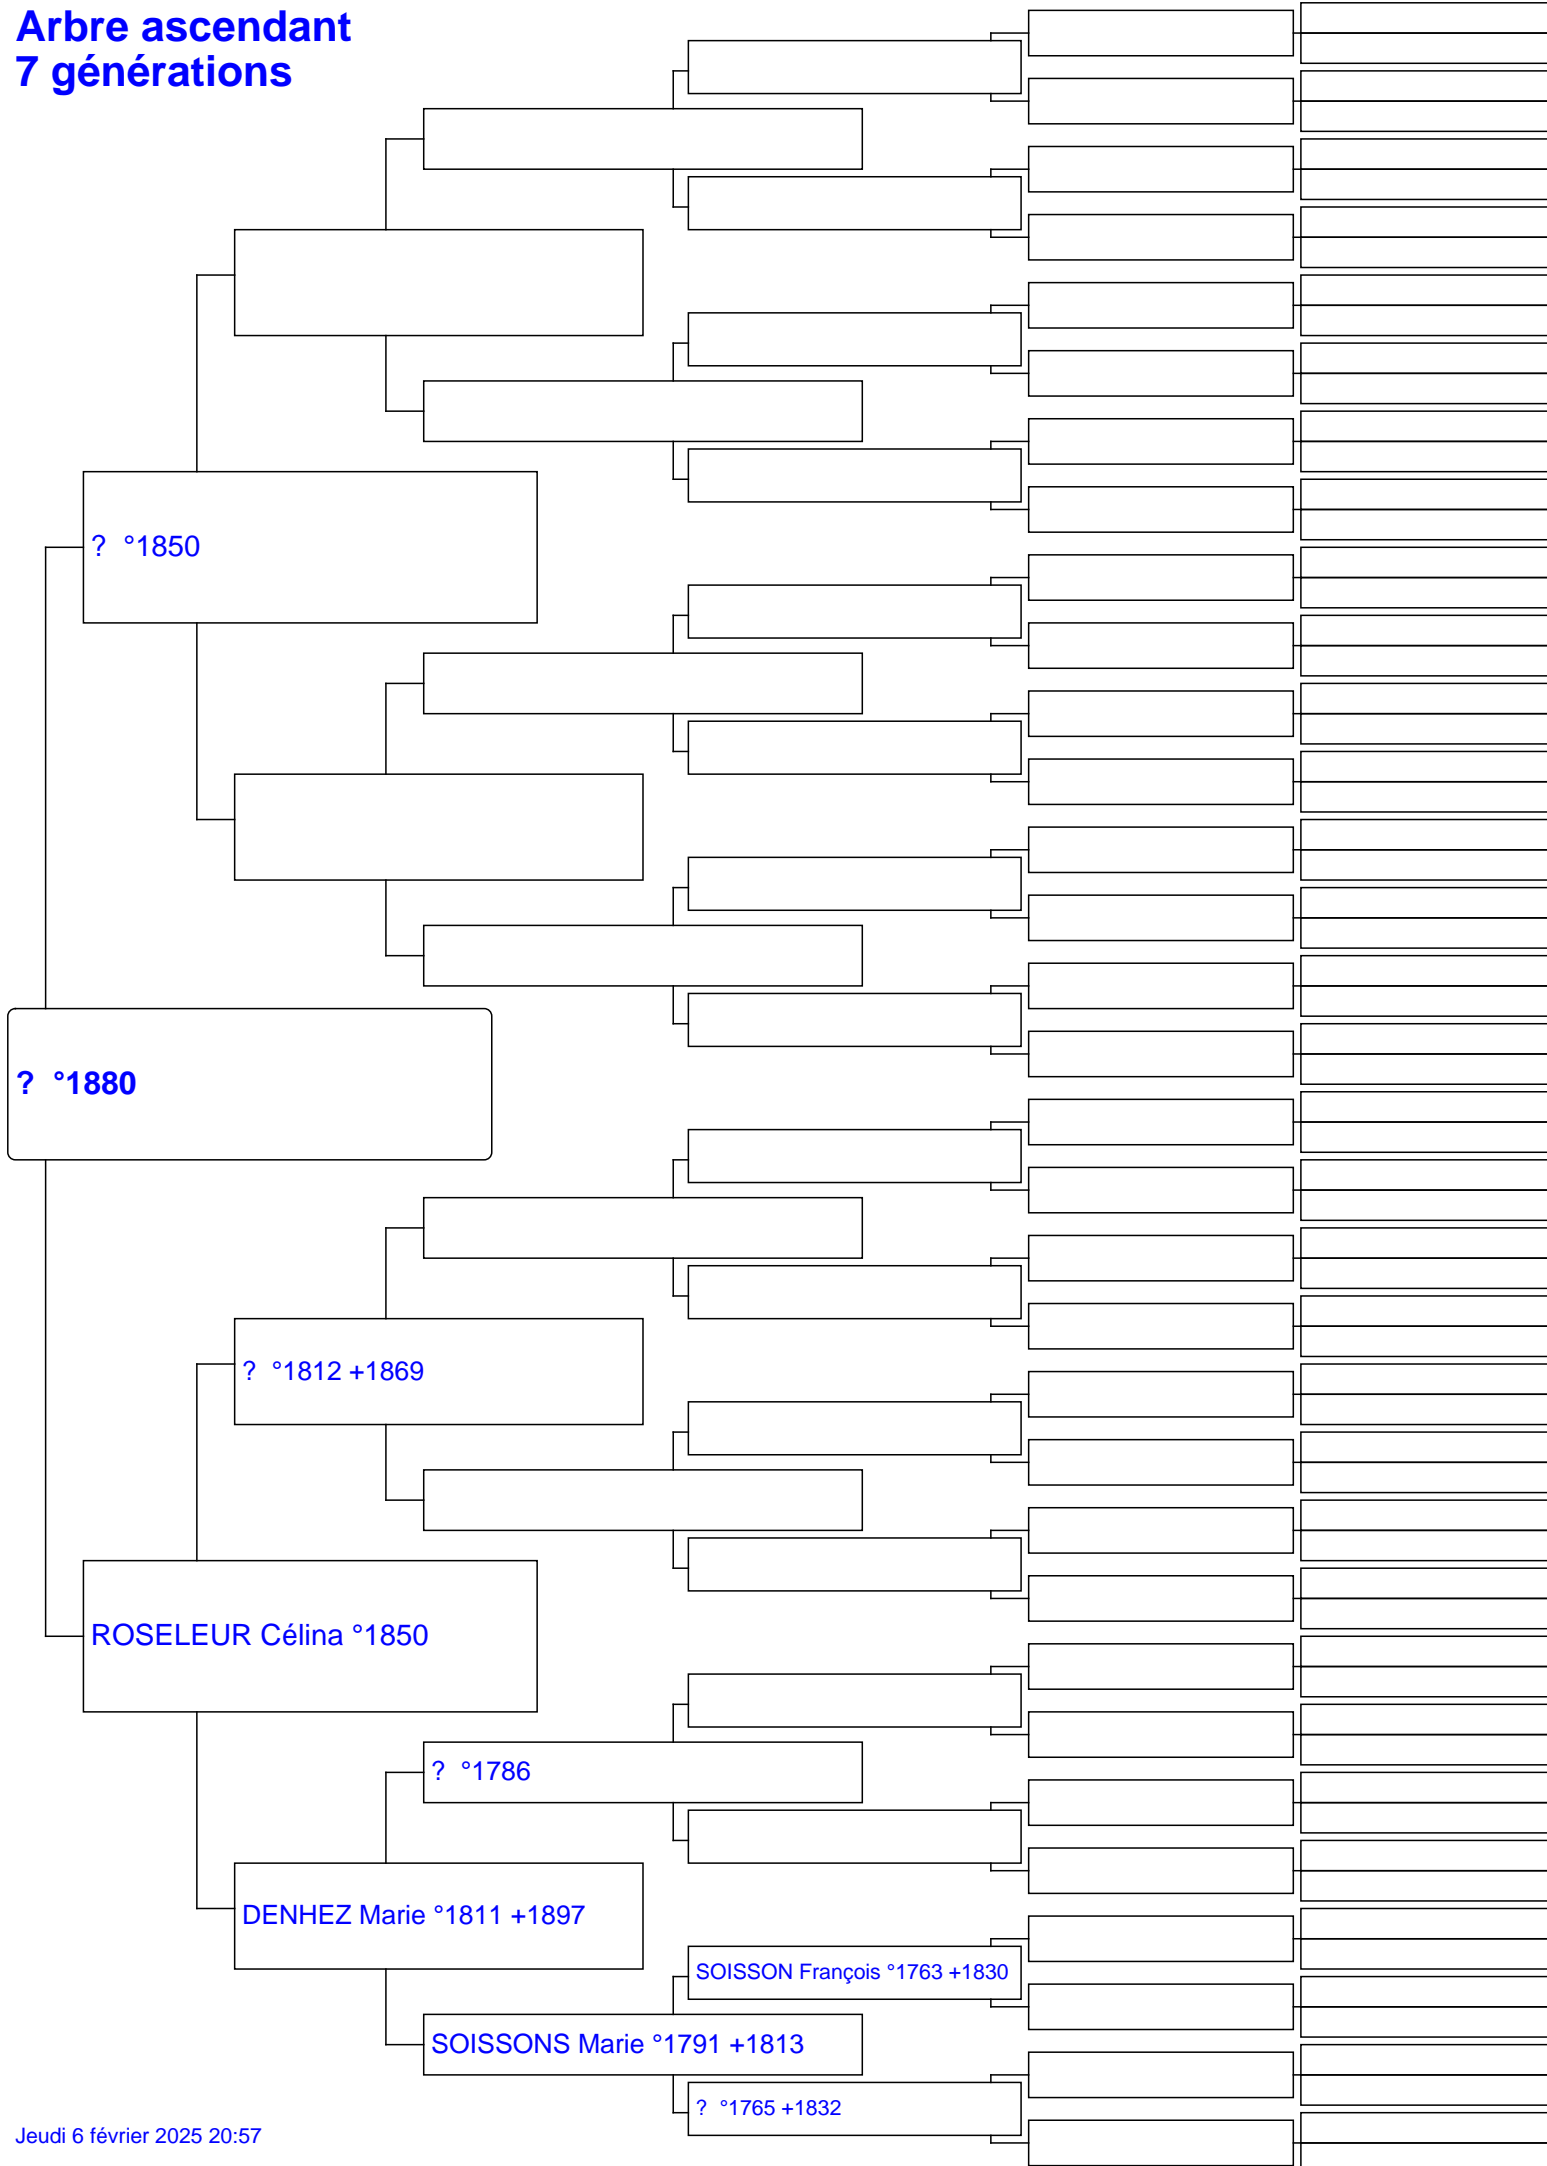 Arbre ascendant
7 générations
? °1850
? °1880
? °1812 +1869
ROSELEUR Célina °1850
? °1786
DENHEZ Marie °1811 +1897
SOISSON François °1763 +1830
SOISSONS Marie °1791 +1813
? °1765 +1832
Jeudi 6 février 2025 20:57